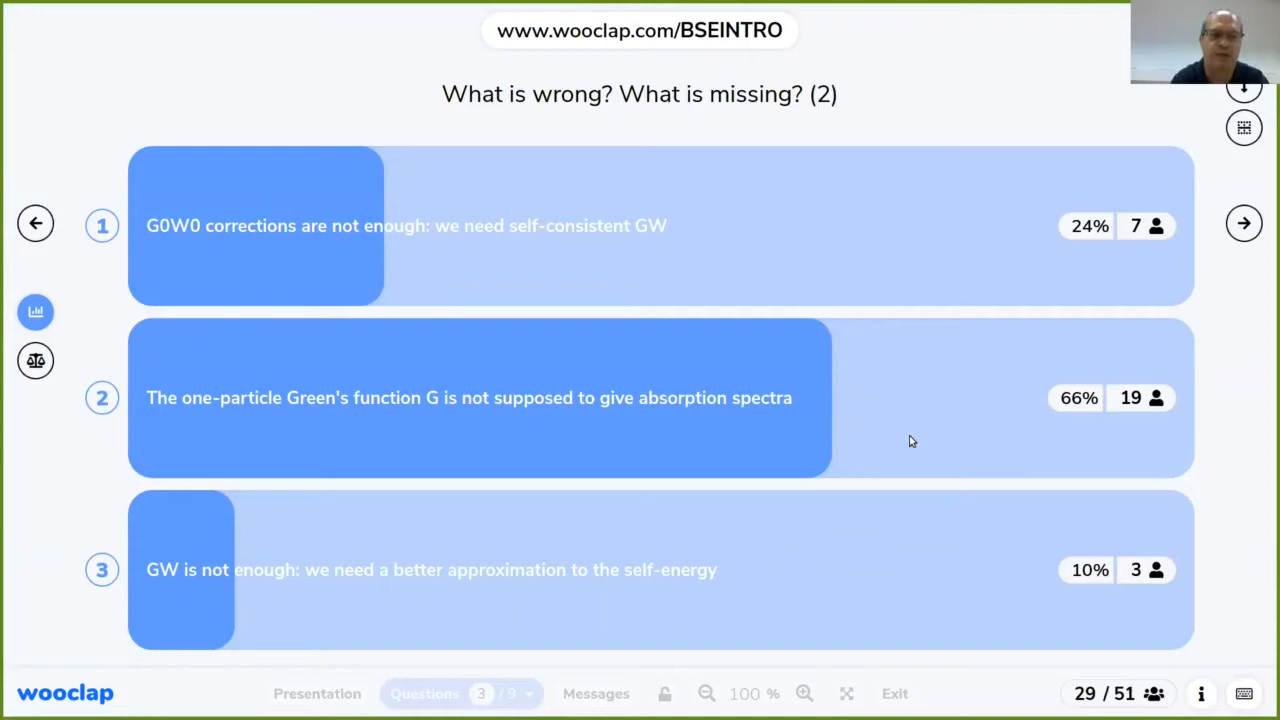 www.wooclap.com/BSEINTRO
What is wrong? What is missing? (2)
1 G0W0 corrections are not enough: we need self-consistent GW 24% 7
2 The one-particle Green's function G is not supposed to give absorption spectra 66% 19
3 GW is not enough: we need a better approximation to the self-energy 10% 3
wooclap Presentation Questions 3 / 9 Messages 100 % Exit 29 / 51